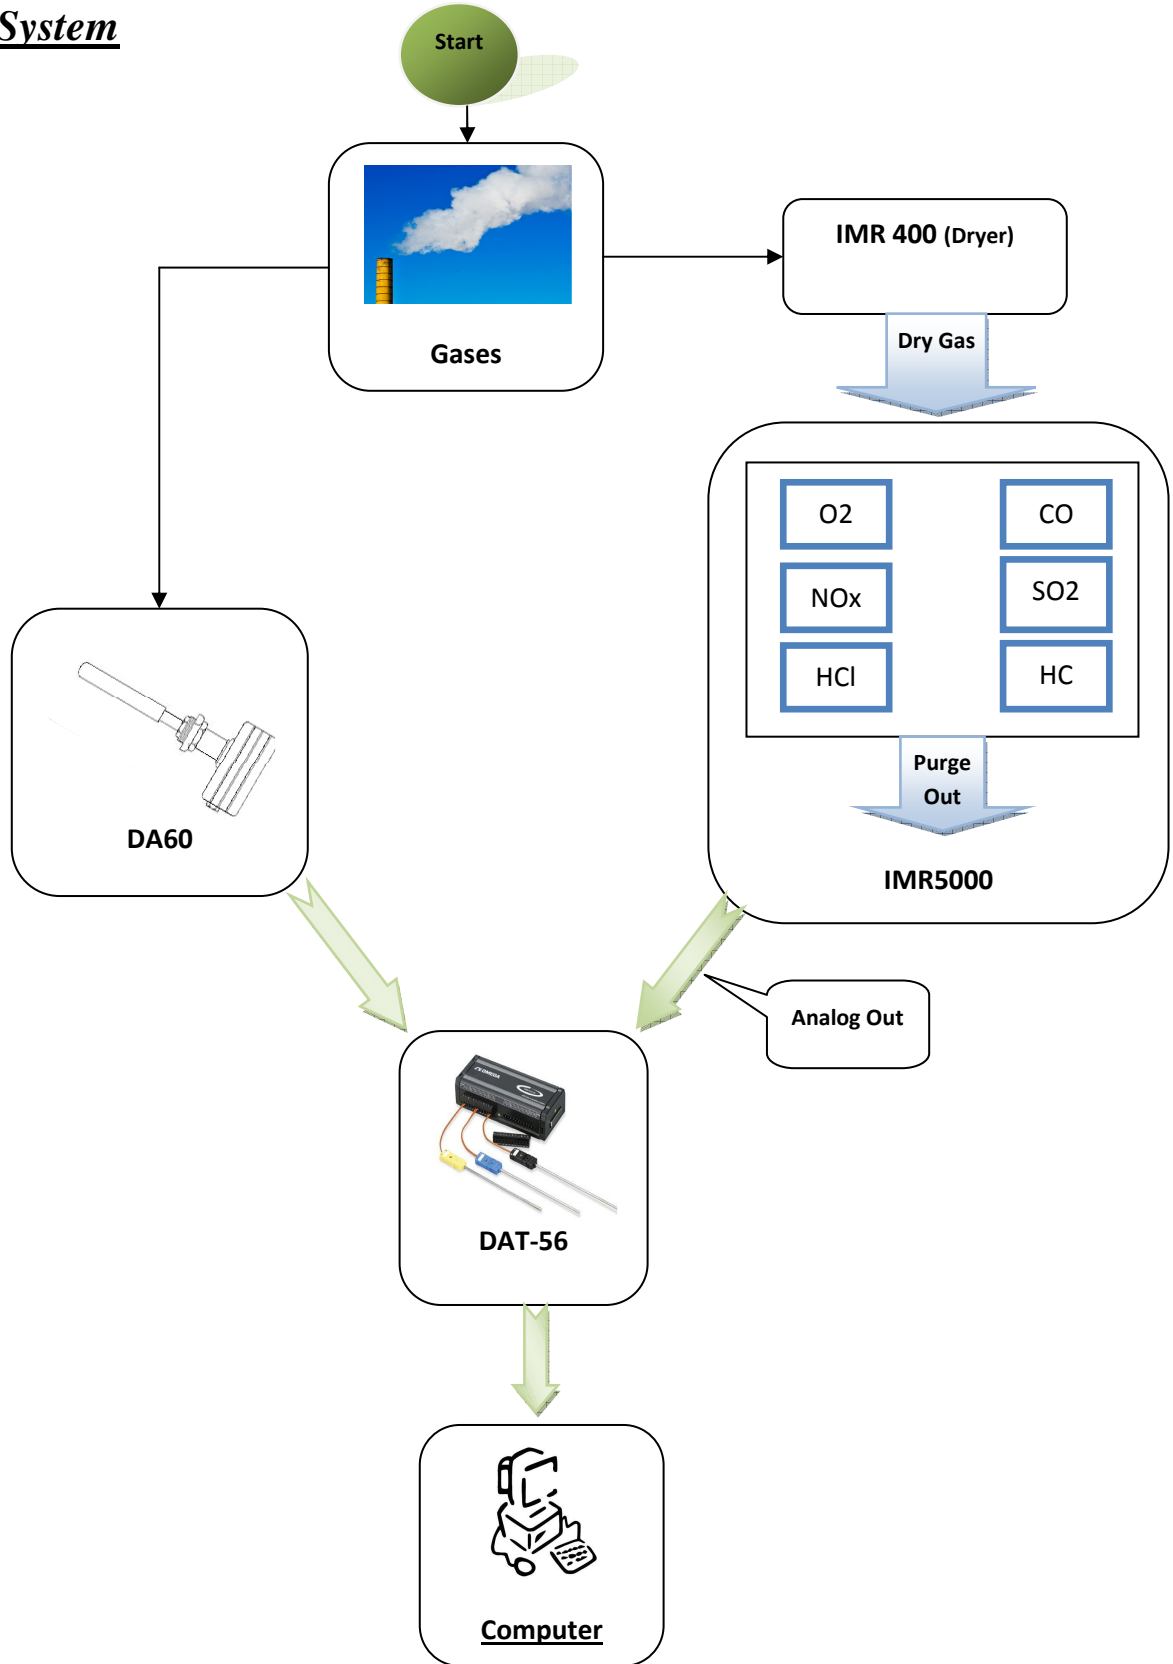 System
Start
Gases
IMR 400 (Dryer)
Dry Gas
O2
CO
NOx
SO2
HCl
HC
Purge
Out
IMR5000
DA60
Analog Out
OMEGA
DAT-56
Computer